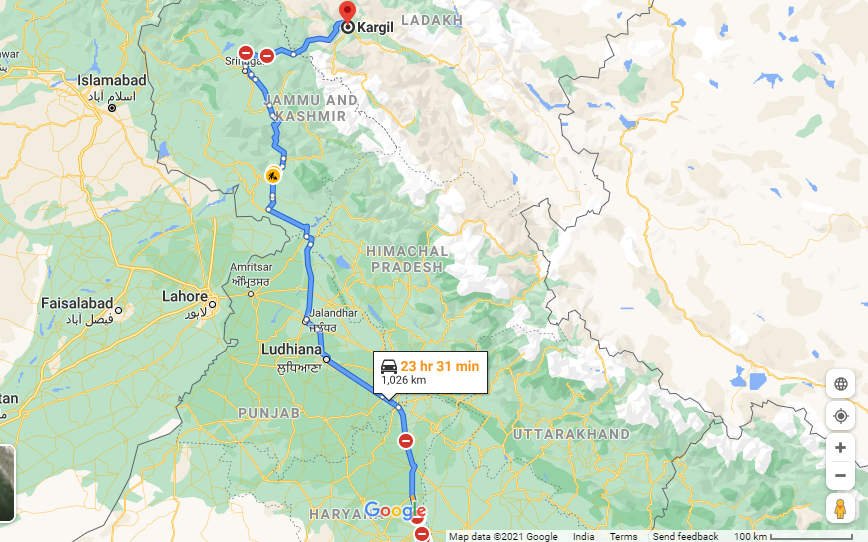 LADAKH
Kargil
Srinagar
Islamabad
اسلام آباد
JAMMU AND
KASHMIR
HIMACHAL
PRADESH
Amritsar
ਅੰਮ੍ਰਿਤਸਰ
Lahore
لاہور
Faisalabad
فیصل آباد
Jalandhar
ਜਲੰਧਰ
Ludhiana
ਲੁਧਿਆਣਾ
23 hr 31 min
1,026 km
PUNJAB
UTTARAKHAND
HARYANA
Google
Map data ©2021 Google India Terms Send feedback 100 km